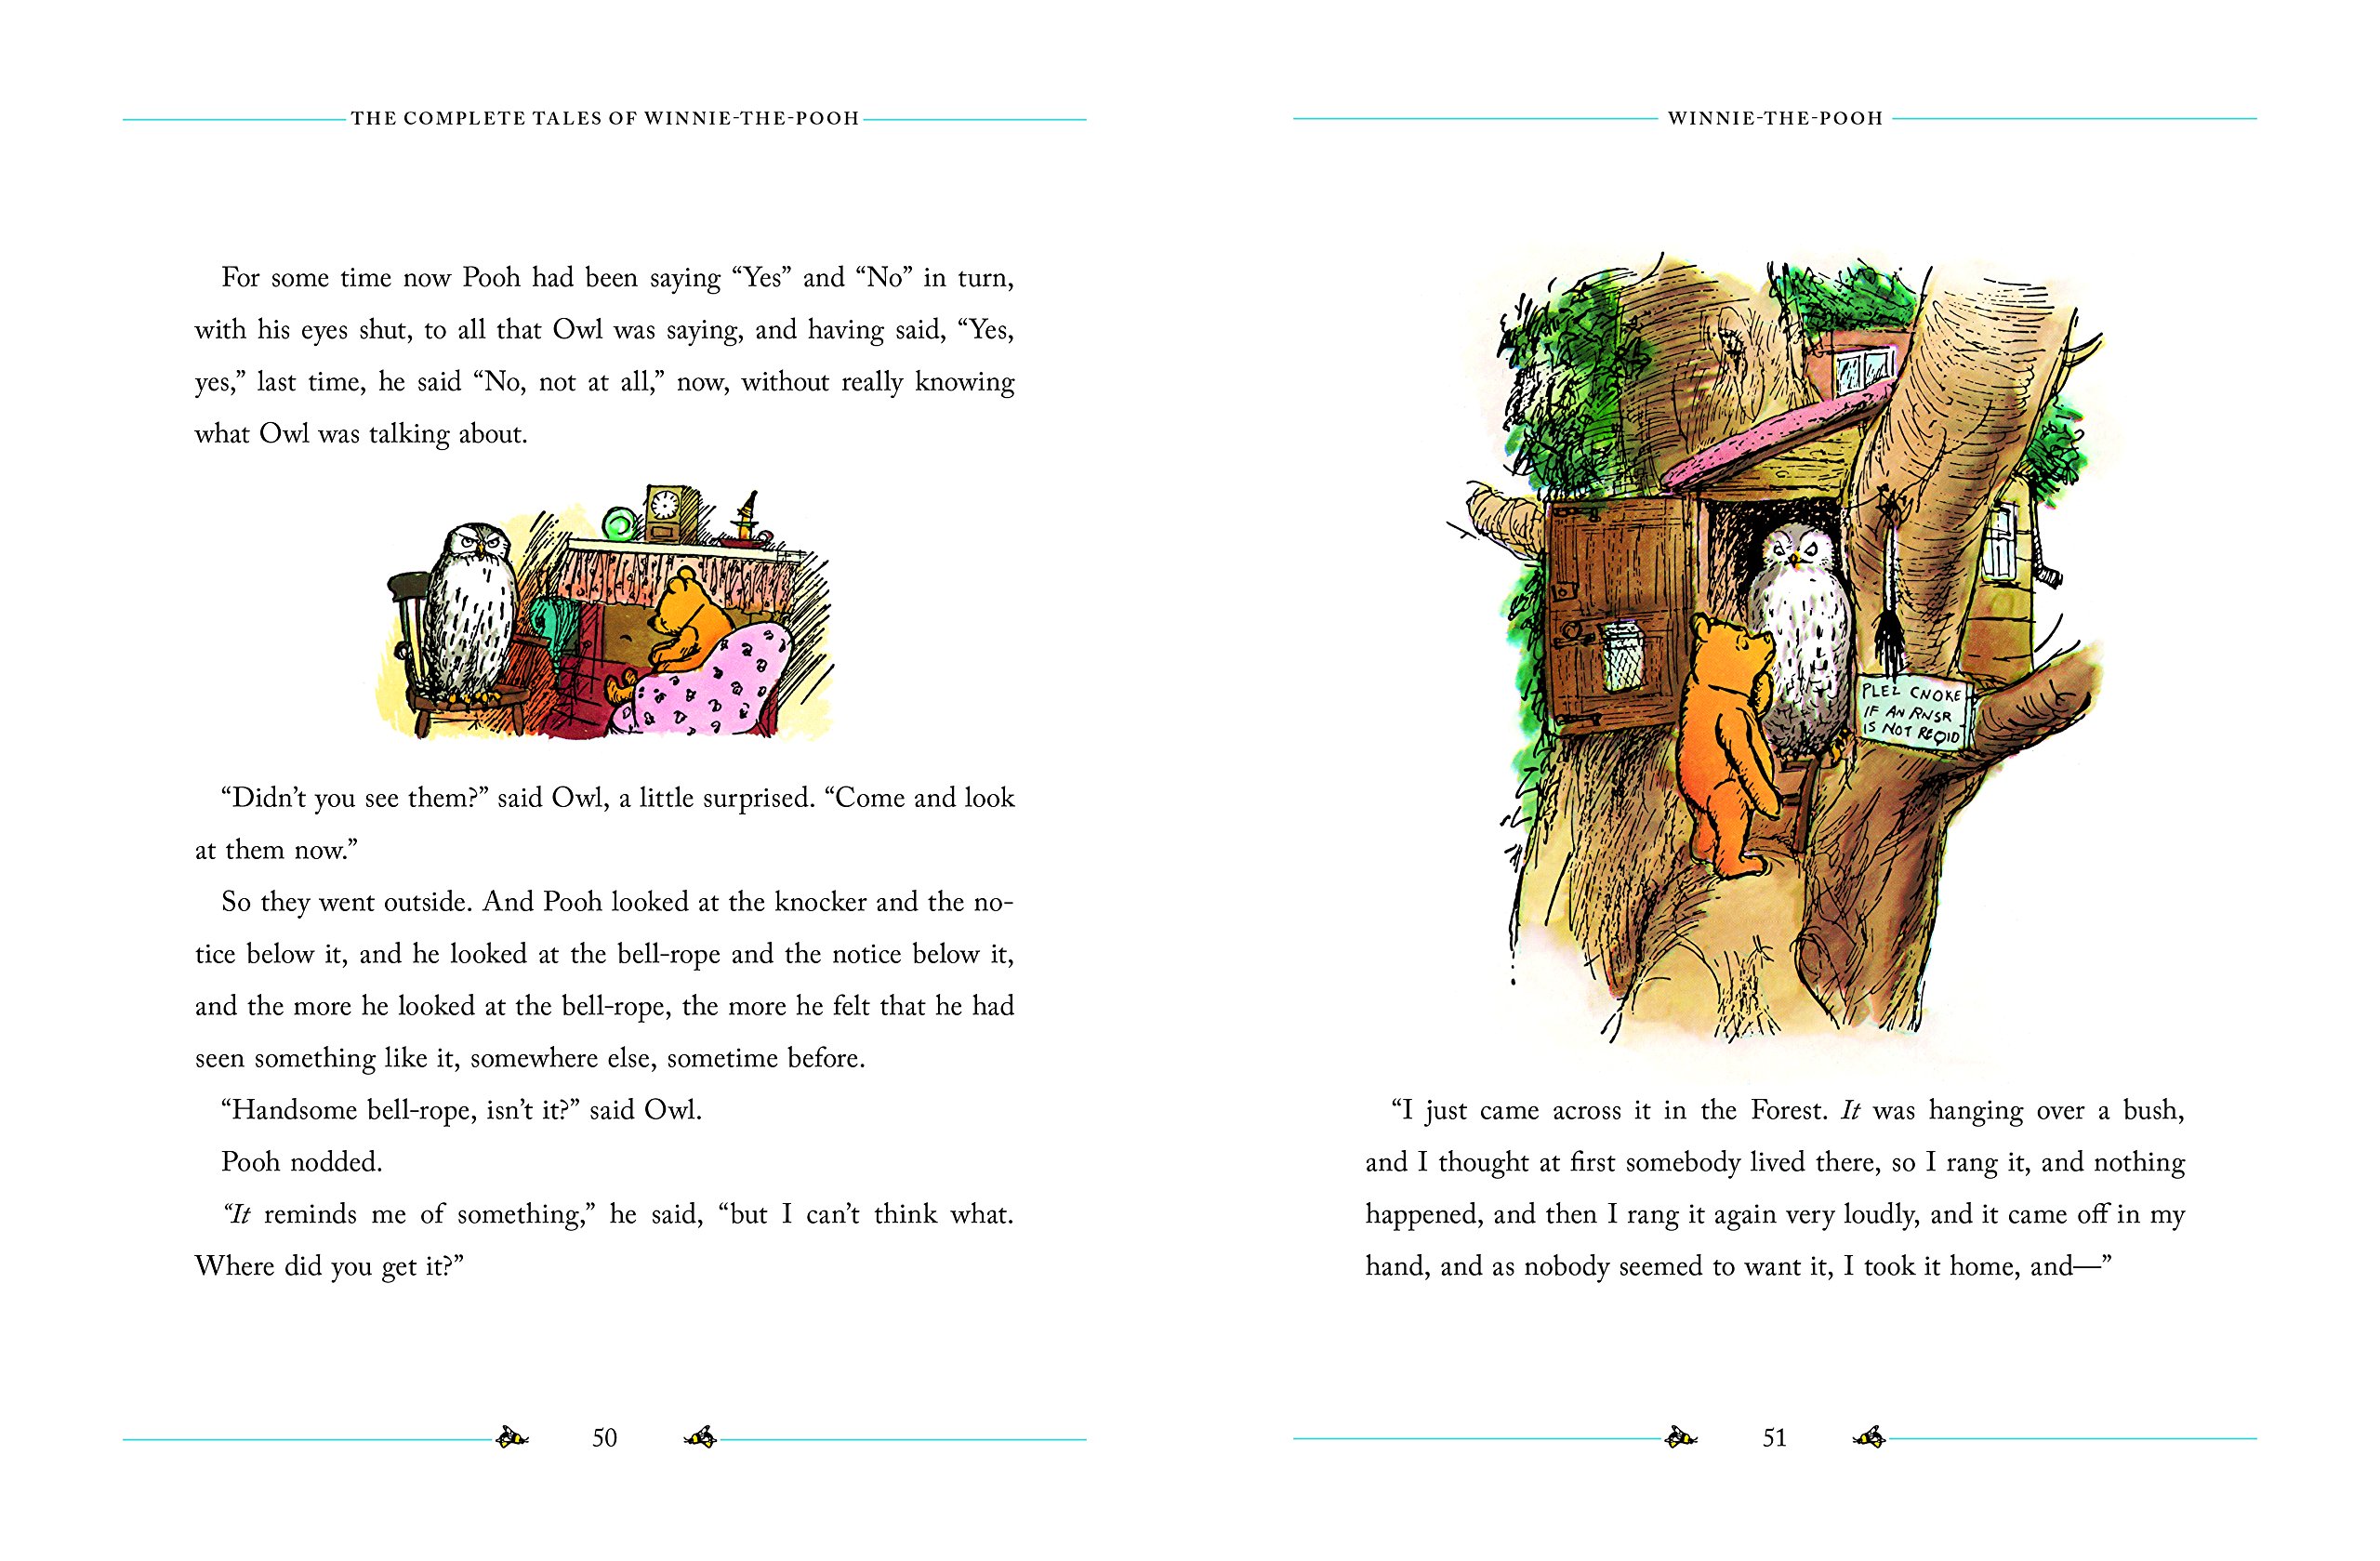 THE COMPLETE TALES OF WINNIE-THE-POOH
For some time now Pooh had been saying “Yes” and “No” in turn,
with his eyes shut, to all that Owl was saying, and having said, “Yes,
yes,” last time, he said “No, not at all,” now, without really knowing
what Owl was talking about.
“Didn’t you see them?” said Owl, a little surprised. “Come and look
at them now.”
So they went outside. And Pooh looked at the knocker and the no-
tice below it, and he looked at the bell-rope and the notice below it,
and the more he looked at the bell-rope, the more he felt that he had
seen something like it, somewhere else, sometime before.
“Handsome bell-rope, isn’t it?” said Owl.
Pooh nodded.
“It reminds me of something,” he said, “but I can’t think what.
Where did you get it?”
50
WINNIE-THE-POOH
PLEZ CNOKE
IF AN RNSR
IS NOT REQID
“I just came across it in the Forest. It was hanging over a bush,
and I thought at first somebody lived there, so I rang it, and nothing
happened, and then I rang it again very loudly, and it came off in my
hand, and as nobody seemed to want it, I took it home, and—”
51